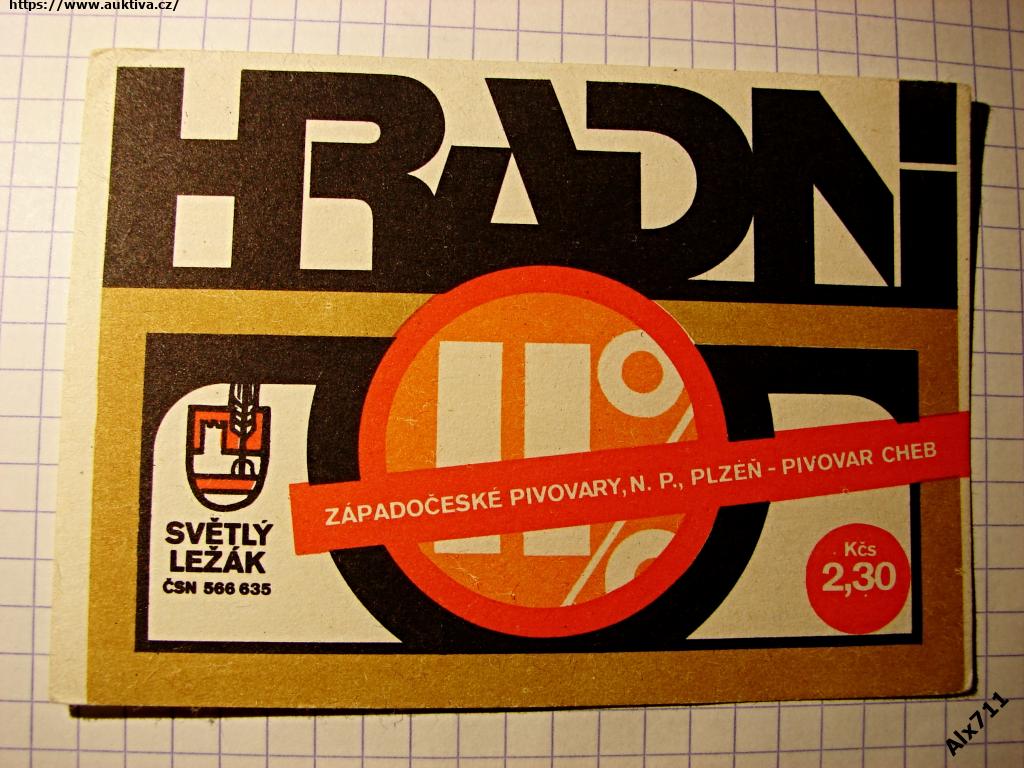 https://www.auktiva.cz/
HRADNÍ
11%
ZÁPADOČESKÉ PIVOVARY, N. P., PLZEŇ - PIVOVAR CHEB
SVĚTLÝ
LEŽÁK
ČSN 566 635
Kčs
2,30
Alx711